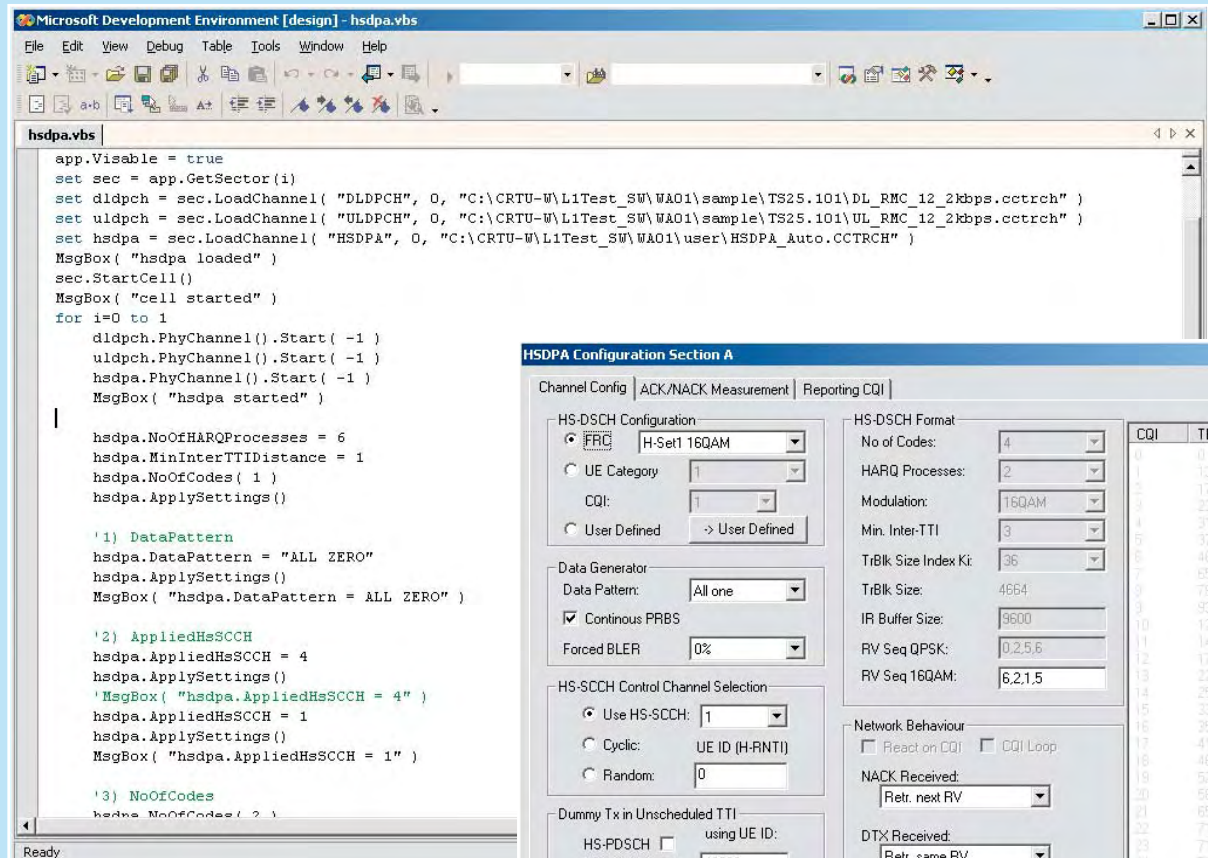 Microsoft Development Environment [design] - hsdpa.vbs
File Edit View Debug Table Tools Window Help
hsdpa.vbs
app.Visable = true
set sec = app.GetSector(i)
set dldpch = sec.LoadChannel( "DLDPCH", 0, "C:\CRTU-W\L1Test_SW\WA01\sample\TS25.101\DL_RMC_12_2kbps.cctrch" )
set uldpch = sec.LoadChannel( "ULDPCH", 0, "C:\CRTU-W\L1Test_SW\WA01\sample\TS25.101\UL_RMC_12_2kbps.cctrch" )
set hsdpa = sec.LoadChannel( "HSDPA", 0, "C:\CRTU-W\L1Test_SW\WA01\user\HSDPA_Auto.CCTRCH" )
MsgBox( "hsdpa loaded" )
sec.StartCell()
MsgBox( "cell started" )
for i=0 to 1
dldpch.PhyChannel().Start( -1 )
uldpch.PhyChannel().Start( -1 )
hsdpa.PhyChannel().Start( -1 )
MsgBox( "hsdpa started" )
hsdpa.NoOfHARQProcesses = 6
hsdpa.MinInterTTIDistance = 1
hsdpa.NoOfCodes( 1 )
hsdpa.ApplySettings()
'1) DataPattern
hsdpa.DataPattern = "ALL ZERO"
hsdpa.ApplySettings()
MsgBox( "hsdpa.DataPattern = ALL ZERO" )
'2) AppliedHsSCCH
hsdpa.AppliedHsSCCH = 4
hsdpa.ApplySettings()
'MsgBox( "hsdpa.AppliedHsSCCH = 4" )
hsdpa.AppliedHsSCCH = 1
hsdpa.ApplySettings()
MsgBox( "hsdpa.AppliedHsSCCH = 1" )
'3) NoOfCodes
hsdpa.NoOfCodes( 2 )
Ready
HSDPA Configuration Section A
Channel Config ACK/NACK Measurement Reporting CQI
HS-DSCH Configuration
FRC H-Set1 16QAM
UE Category 1
CQI: 1
User Defined -> User Defined
Data Generator
Data Pattern: All one
Continous PRBS
Forced BLER 0%
HS-SCCH Control Channel Selection
Use HS-SCCH: 1
Cyclic: UE ID (H-RNTI)
Random: 0
Dummy Tx in Unscheduled TTI
using UE ID:
HS-PDSCH
HS-DSCH Format
No of Codes: 4
HARQ Processes: 2
Modulation: 16QAM
Min. Inter-TTI 3
TrBlk Size Index Ki: 36
TrBlk Size: 4664
IR Buffer Size: 9600
RV Seq QPSK: 0,2,5,6
RV Seq 16QAM: 6,2,1,5
Network Behaviour
React on CQI CQI Loop
NACK Received:
Retr. next RV
DTX Received:
Retr. same RV
CQI